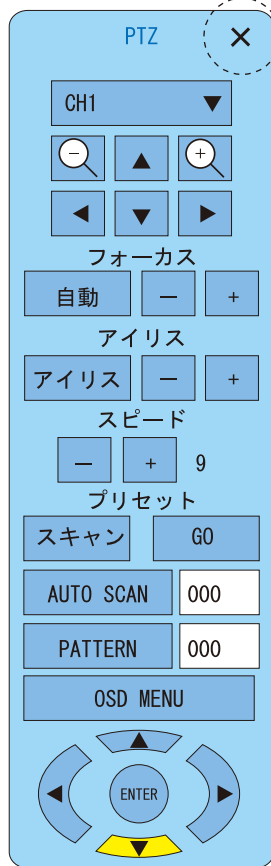 PTZ ×
CH1 ▼
− ▲ +
◀ ▼ ▶
フォーカス
自動 − +
アイリス
アイリス − +
スピード
− + 9
プリセット
スキャン GO
AUTO SCAN 000
PATTERN 000
OSD MENU
▲
◀ ENTER ▶
▼